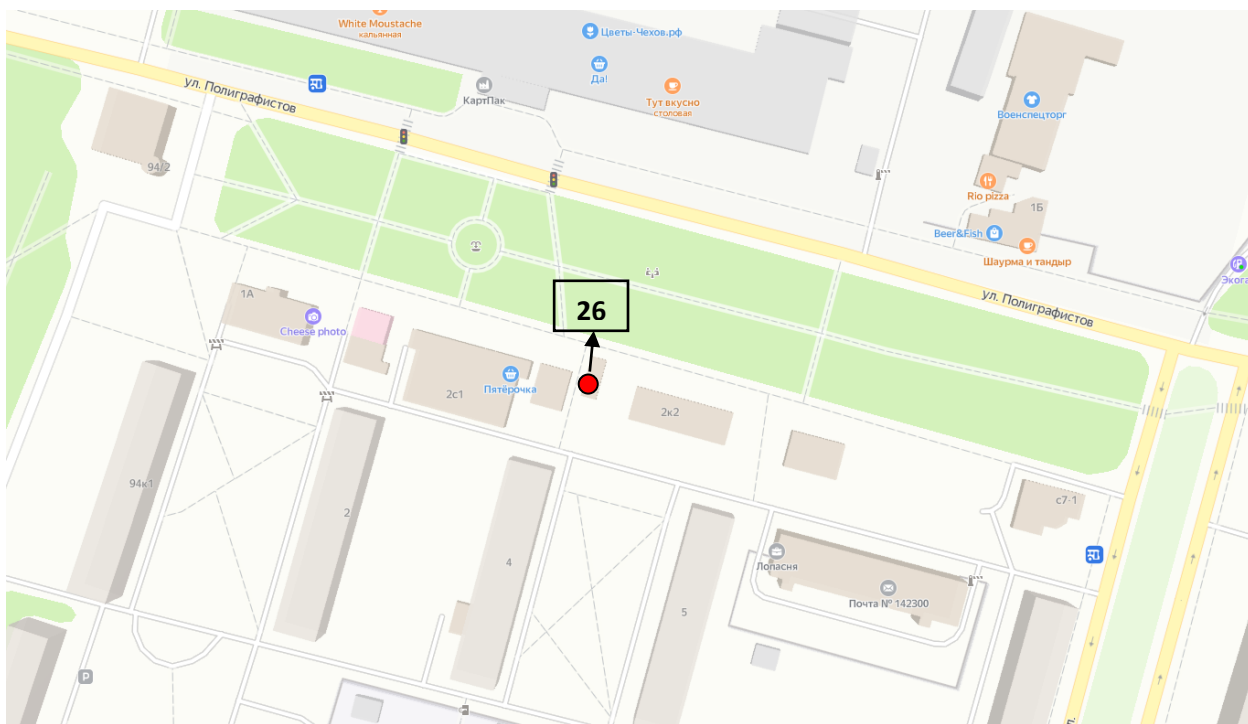 White Moustache
кальянная
Цветы-Чехов.рф
Да!
КартПак
Тут вкусно
столовая
Военспецторг
ул. Полиграфистов
94/2
Rio pizza
1Б
Beer&Fish
Шаурма и тандыр
Экога
ул. Полиграфистов
1А
Cheese photo
26
Пятёрочка
2с1
2к2
94к1
2
с7-1
4
Лопасня
Почта № 142300
5
P